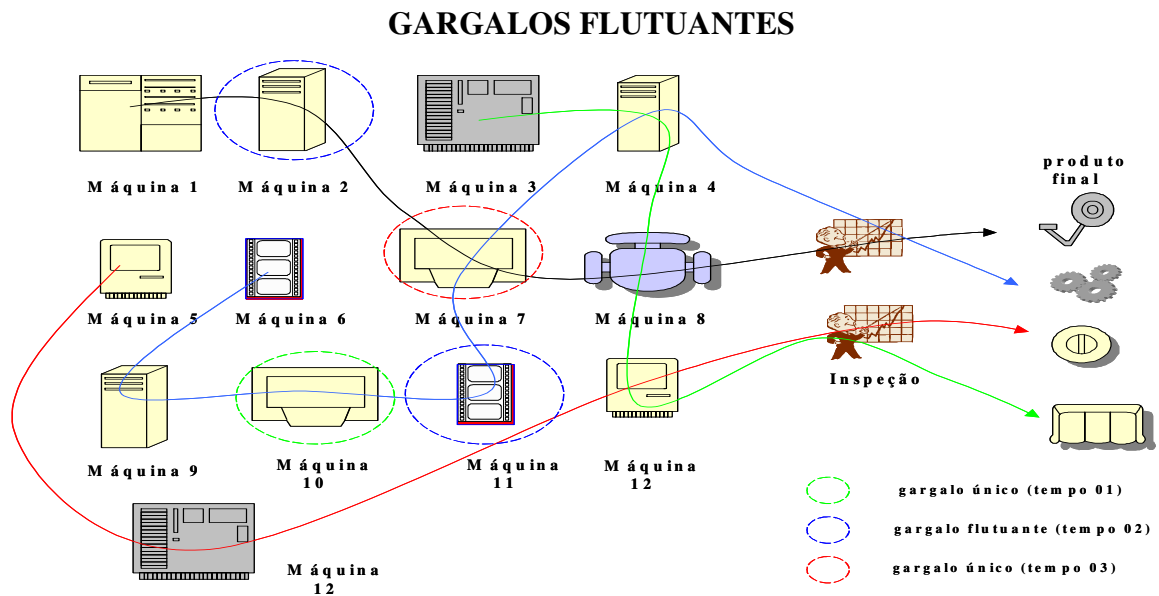 GARGALOS FLUTUANTES
Máquina 1
Máquina 2
Máquina 3
Máquina 4
produto
final
Máquina 5
Máquina 6
Máquina 7
Máquina 8
Inspeção
Máquina 9
Máquina
10
Máquina
11
Máquina
12
Máquina
12
gargalo único (tempo 01)
gargalo flutuante (tempo 02)
gargalo único (tempo 03)